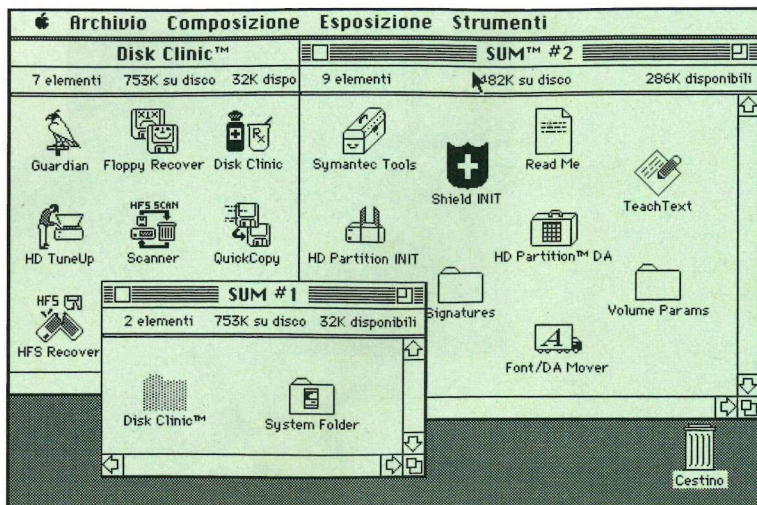 Archivio Composizione Esposizione Strumenti
Disk Clinic™
7 elementi 753K su disco 32K dispo
Guardian Floppy Recover Disk Clinic
HFS SCAN
HD TuneUp Scanner QuickCopy
HFS
HFS Recover
SUM™ #2
9 elementi 482K su disco 286K disponibili
Symantec Tools
Shield INIT
Read Me
TeachText
HD Partition INIT
HD Partition™ DA
Signatures
Volume Params
Font/DA Mover
SUM #1
2 elementi 753K su disco 32K disponibili
Disk Clinic™
System Folder
Cestino